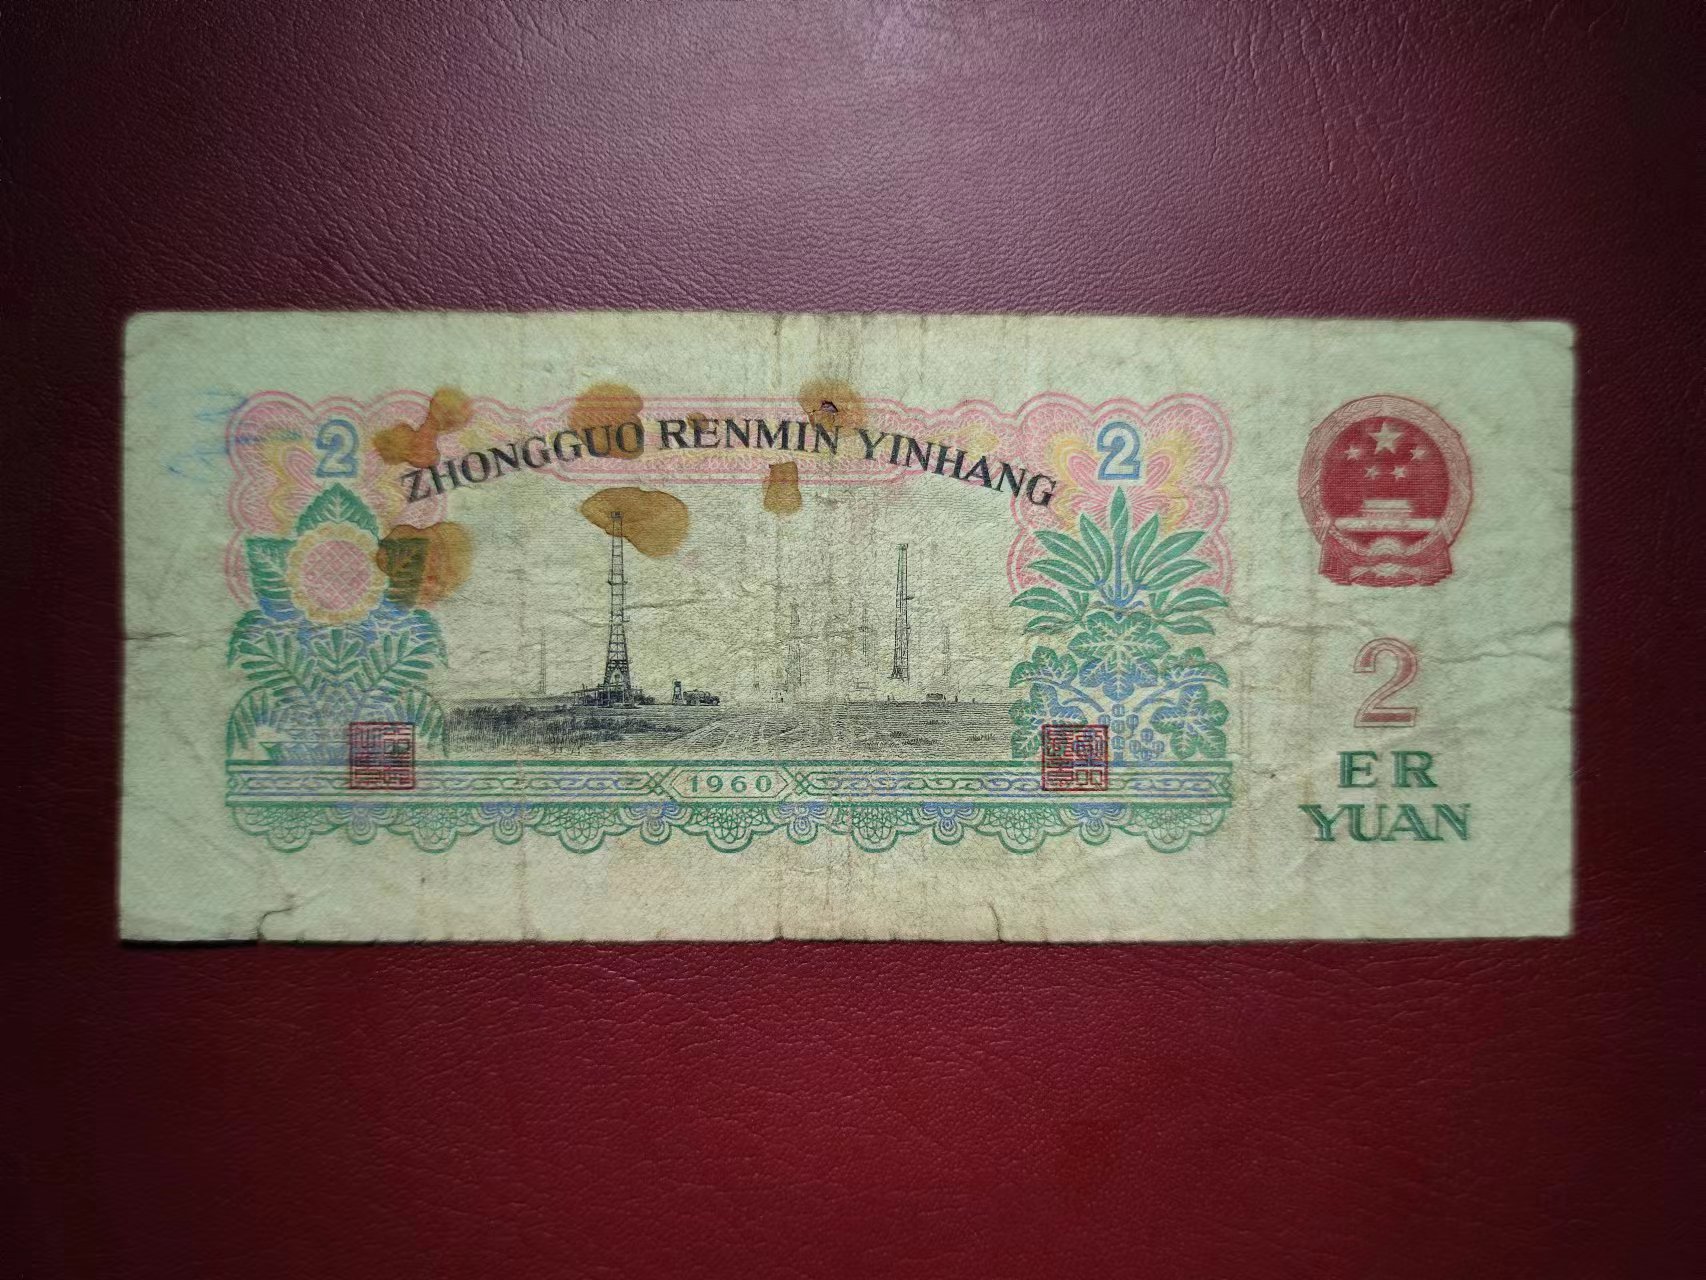 2 2
ZHONGGUO RENMIN YINHANG
2
ER
YUAN
1960